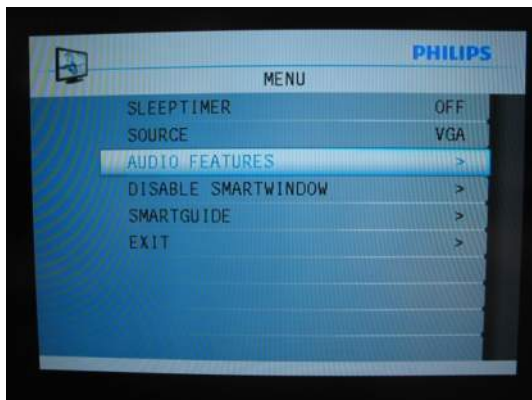 PHILIPS
MENU
SLEEPTIMER OFF
SOURCE VGA
AUDIO FEATURES >
DISABLE SMARTWINDOW >
SMARTGUIDE >
EXIT >